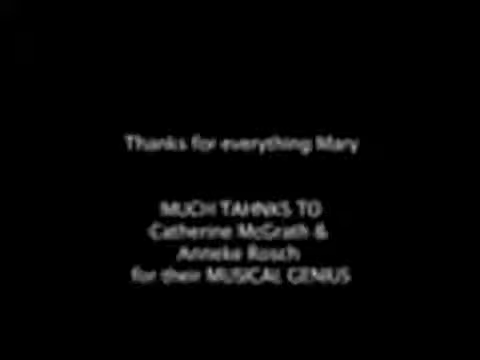 Thanks for everything Mary
MUCH TAHNKS TO
Catherine McGrath &
Anneke Rosch
for their MUSICAL GENIUS